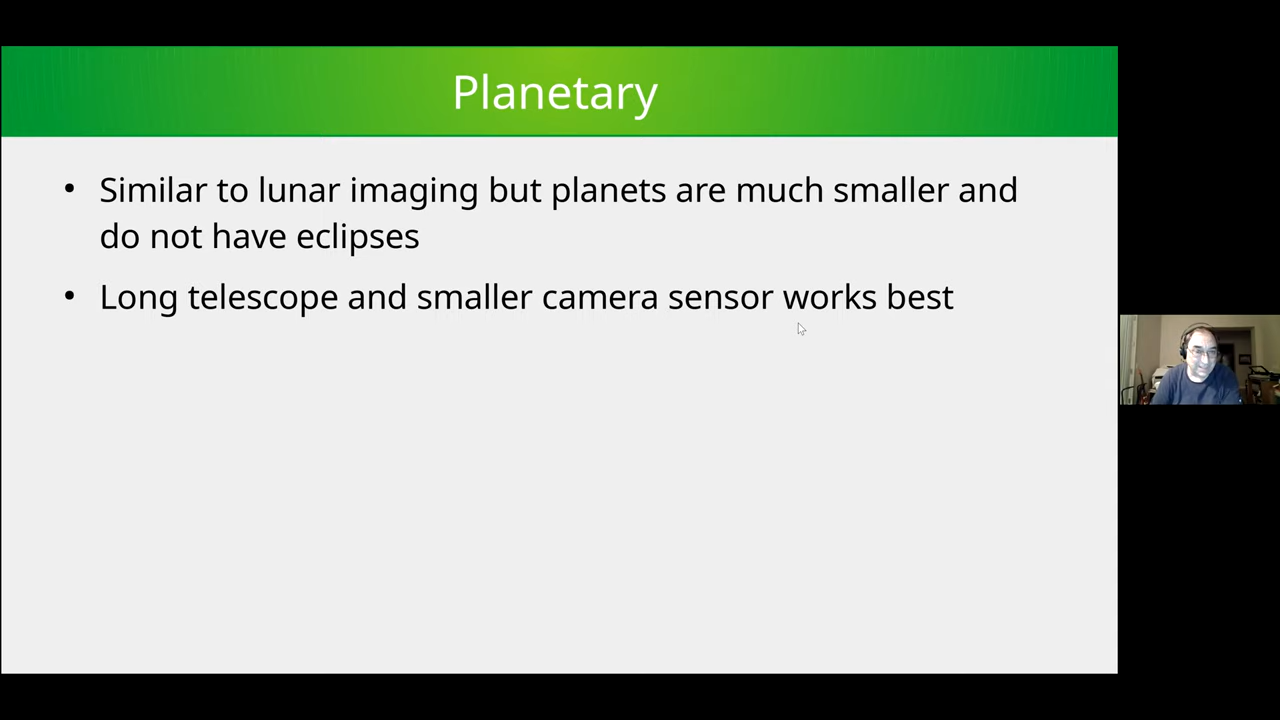 Planetary
• Similar to lunar imaging but planets are much smaller and
do not have eclipses
• Long telescope and smaller camera sensor works best